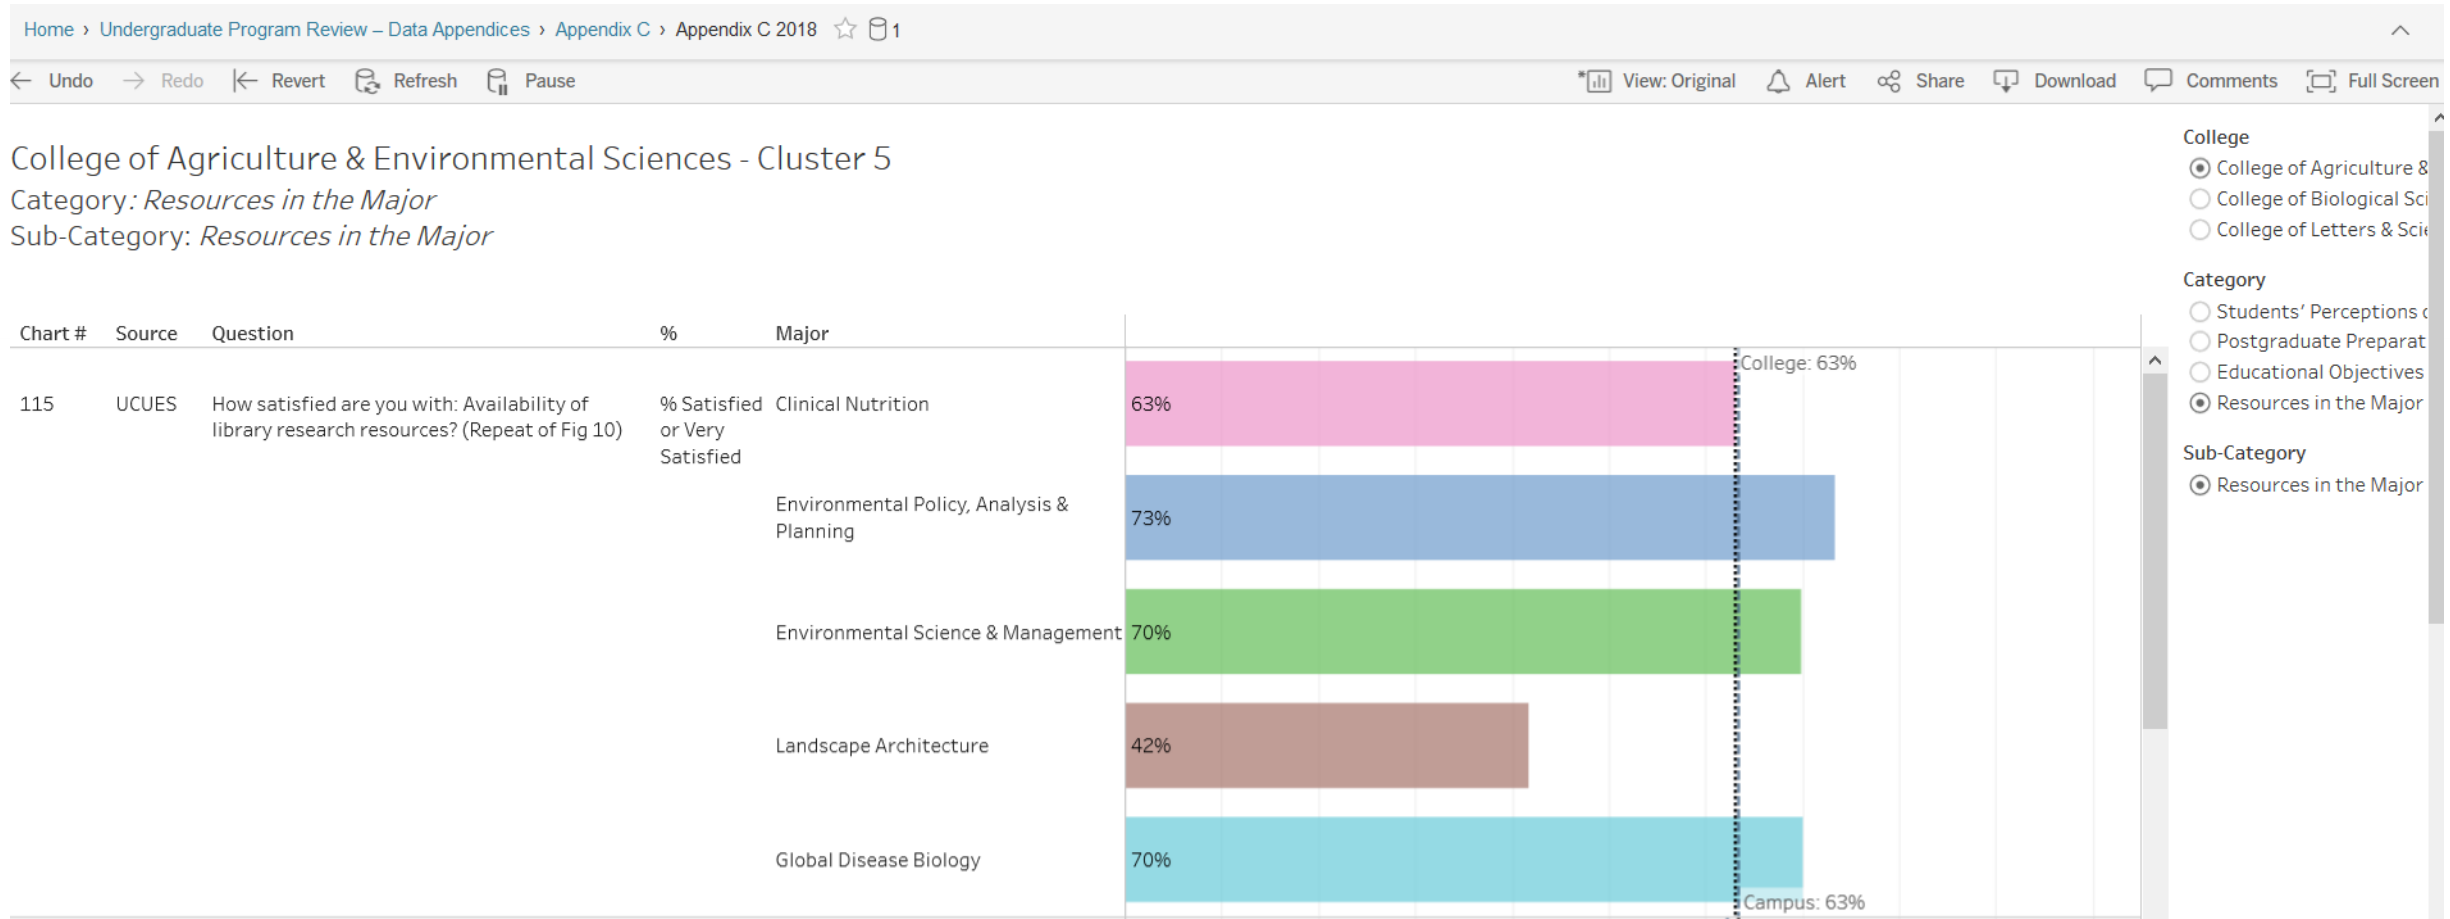 Home › Undergraduate Program Review – Data Appendices › Appendix C › Appendix C 2018 1
Undo Redo Revert Refresh Pause View: Original Alert Share Download Comments Full Screen
College of Agriculture & Environmental Sciences - Cluster 5
Category: Resources in the Major
Sub-Category: Resources in the Major
Chart # Source Question % Major
115 UCUES How satisfied are you with: Availability of
library research resources? (Repeat of Fig 10)
% Satisfied
or Very
Satisfied
Clinical Nutrition 63%
College: 63%
Environmental Policy, Analysis &
Planning
73%
Environmental Science & Management 70%
Landscape Architecture 42%
Global Disease Biology 70%
Campus: 63%
College
College of Agriculture &
College of Biological Sci
College of Letters & Scie
Category
Students' Perceptions o
Postgraduate Preparat
Educational Objectives
Resources in the Major
Sub-Category
Resources in the Major